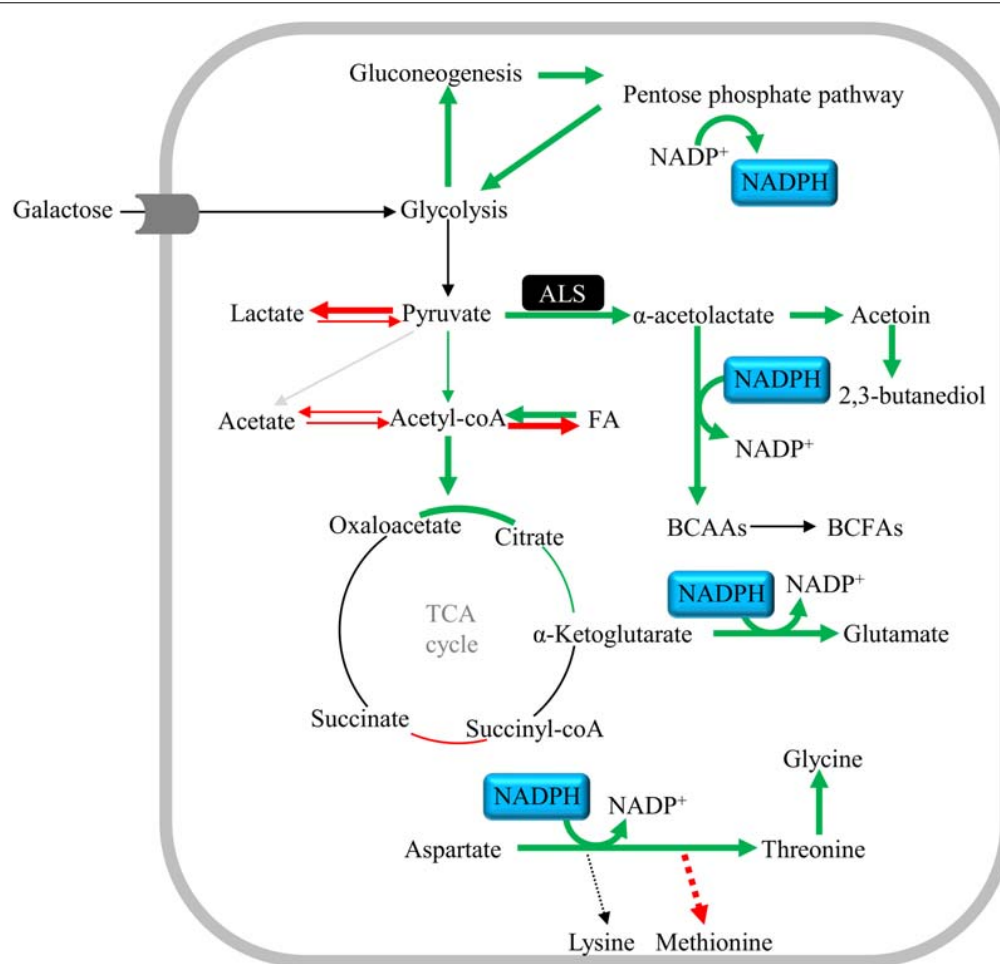 Gluconeogenesis
Pentose phosphate pathway
NADP⁺
NADPH
Galactose
Glycolysis
ALS
Lactate
Pyruvate
α-acetolactate
Acetoin
NADPH
2,3-butanediol
Acetate
Acetyl-coA
FA
NADP⁺
Oxaloacetate
Citrate
BCAAs
BCFAs
NADPH
NADP⁺
TCA
cycle
α-Ketoglutarate
Glutamate
Succinate
Succinyl-coA
Glycine
NADPH
NADP⁺
Aspartate
Threonine
Lysine
Methionine